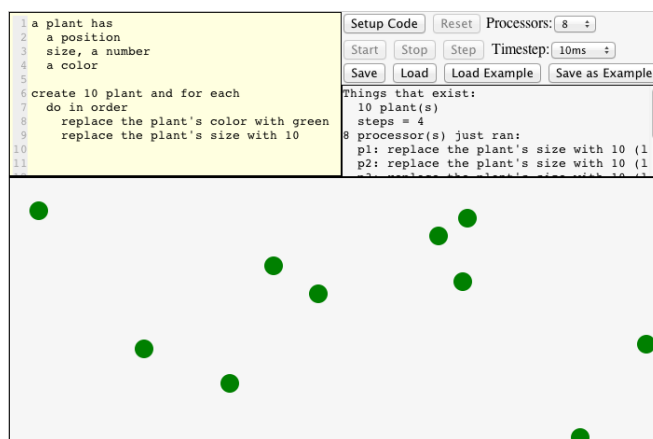 1 a plant has
2 a position
3 size, a number
4 a color
5
6 create 10 plant and for each
7 do in order
8 replace the plant's color with green
9 replace the plant's size with 10
10
11
Setup Code Reset Processors: 8
Start Stop Step Timestep: 10ms
Save Load Load Example Save as Example
Things that exist:
10 plant(s)
steps = 4
8 processor(s) just ran:
p1: replace the plant's size with 10 (l
p2: replace the plant's size with 10 (l